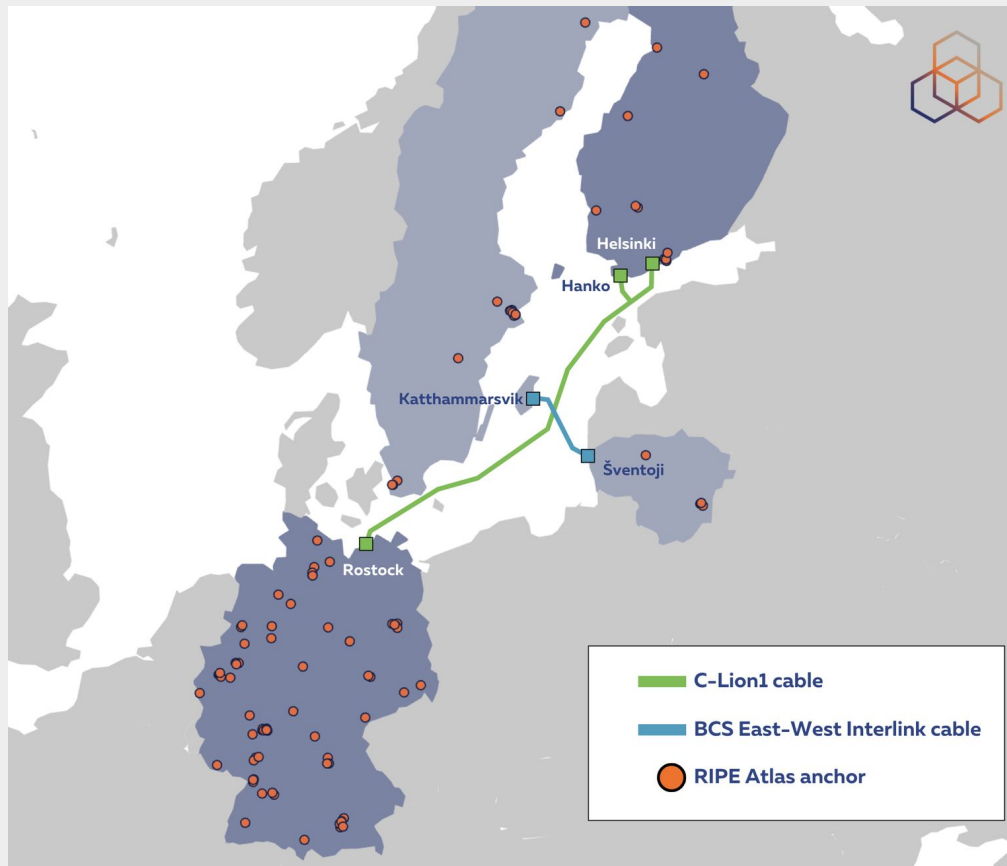 Helsinki
Hanko
Katthammarsvik
Šventoji
Rostock
C-Lion1 cable
BCS East-West Interlink cable
RIPE Atlas anchor